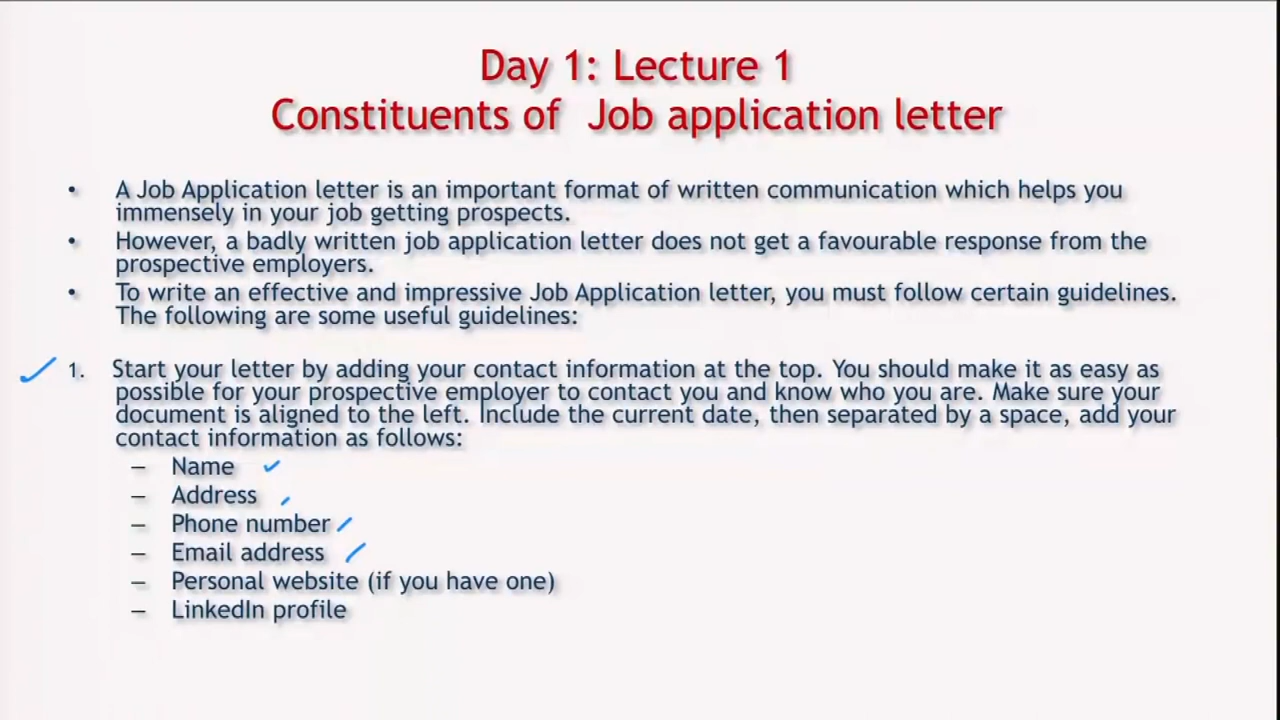 Day 1: Lecture 1
Constituents of Job application letter
• A Job Application letter is an important format of written communication which helps you
immensely in your job getting prospects.
• However, a badly written job application letter does not get a favourable response from the
prospective employers.
• To write an effective and impressive Job Application letter, you must follow certain guidelines.
The following are some useful guidelines:
1. Start your letter by adding your contact information at the top. You should make it as easy as
possible for your prospective employer to contact you and know who you are. Make sure your
document is aligned to the left. Include the current date, then separated by a space, add your
contact information as follows:
– Name
– Address
– Phone number
– Email address
– Personal website (if you have one)
– LinkedIn profile